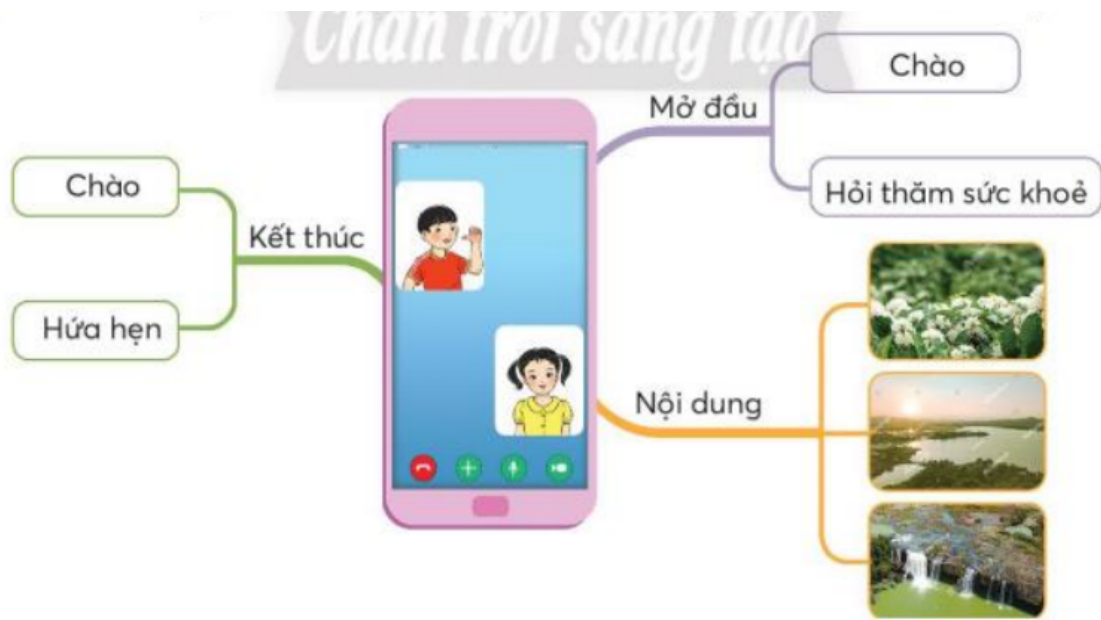 Chân trời sáng tạo
Mở đầu
Chào
Hỏi thăm sức khoẻ
Nội dung
Kết thúc
Chào
Hứa hẹn